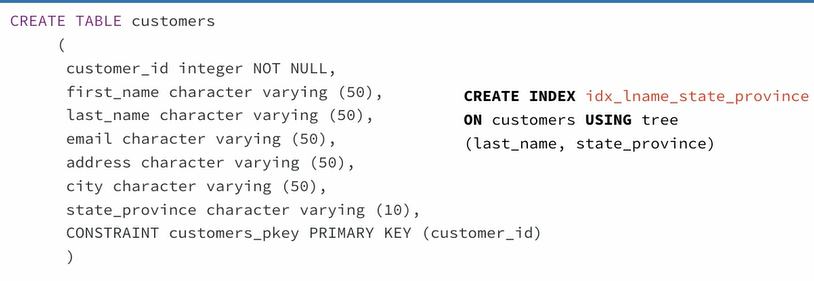 CREATE TABLE customers
(
customer_id integer NOT NULL,
first_name character varying (50),
last_name character varying (50),
email character varying (50),
address character varying (50),
city character varying (50),
state_province character varying (10),
CONSTRAINT customers_pkey PRIMARY KEY (customer_id)
)
CREATE INDEX idx_lname_state_province
ON customers USING tree
(last_name, state_province)